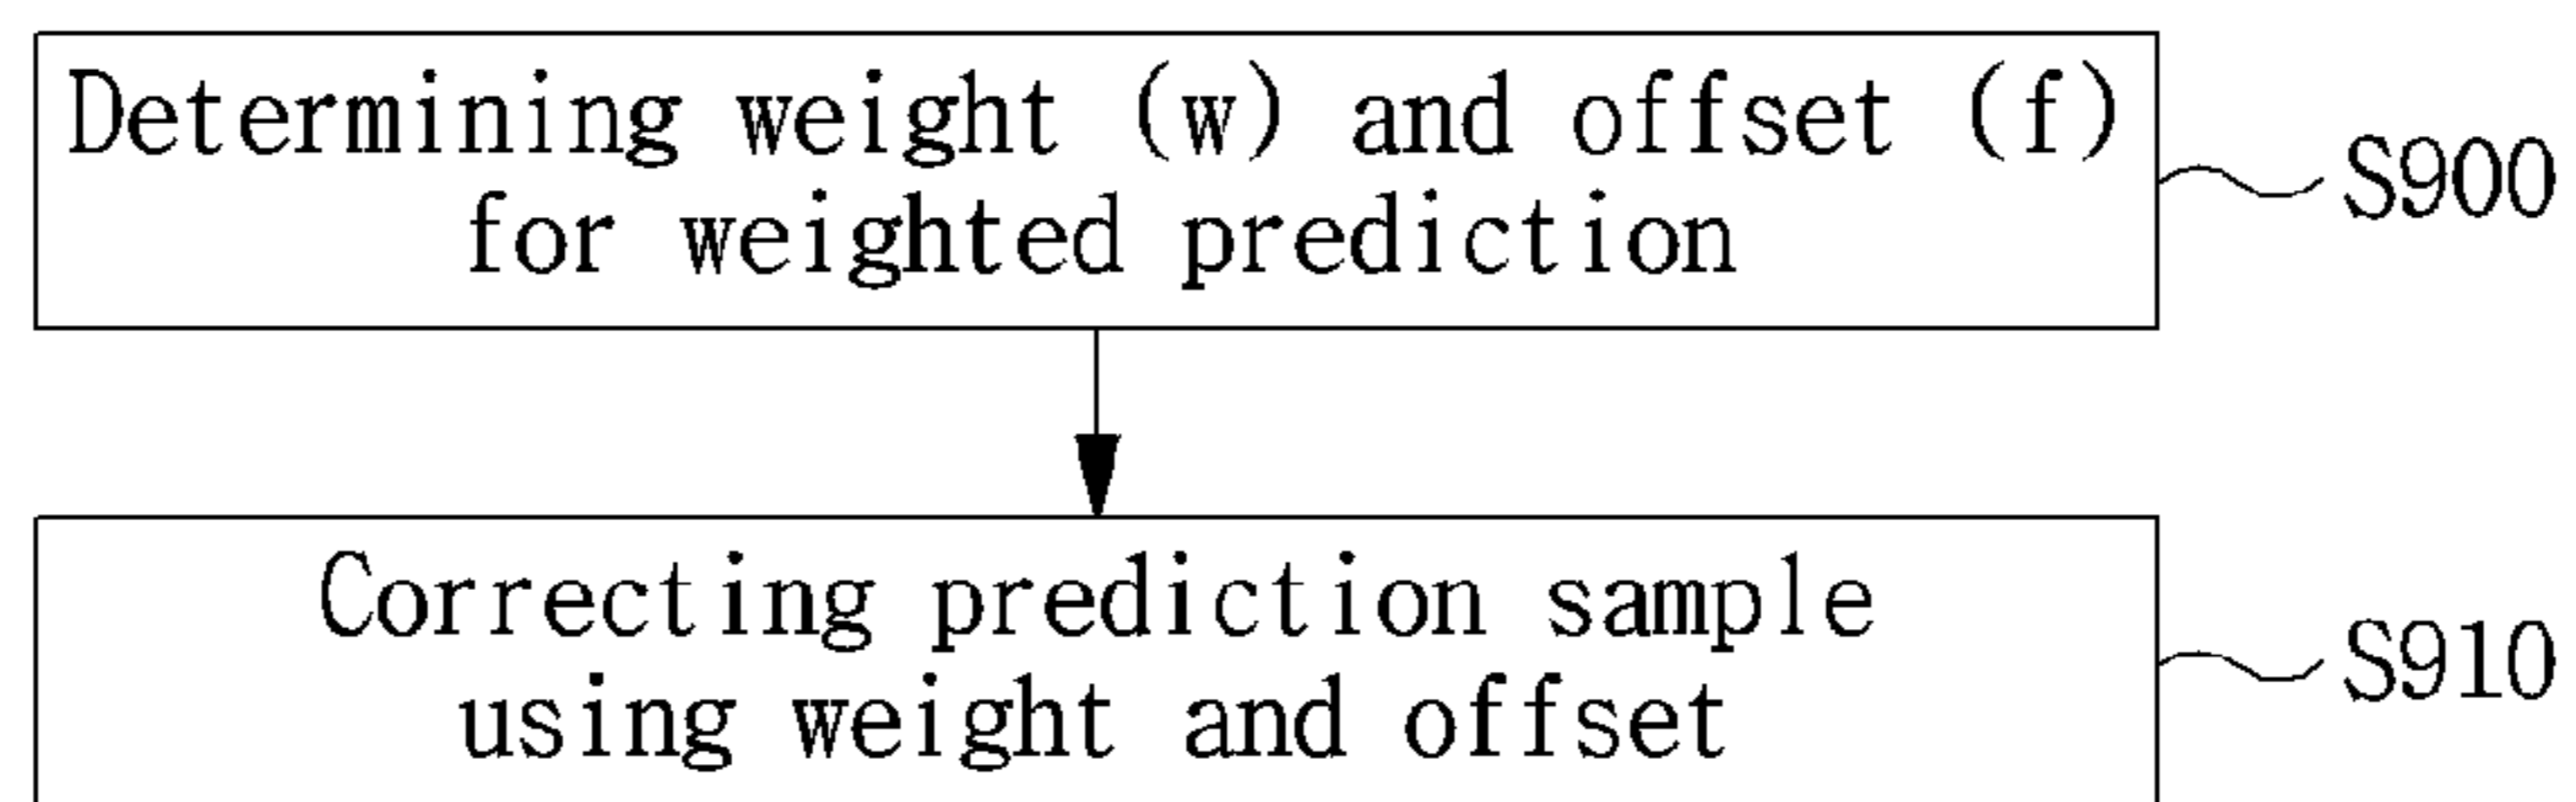 Determining weight (w) and offset (f)
for weighted prediction
S900
Correcting prediction sample
using weight and offset
S910